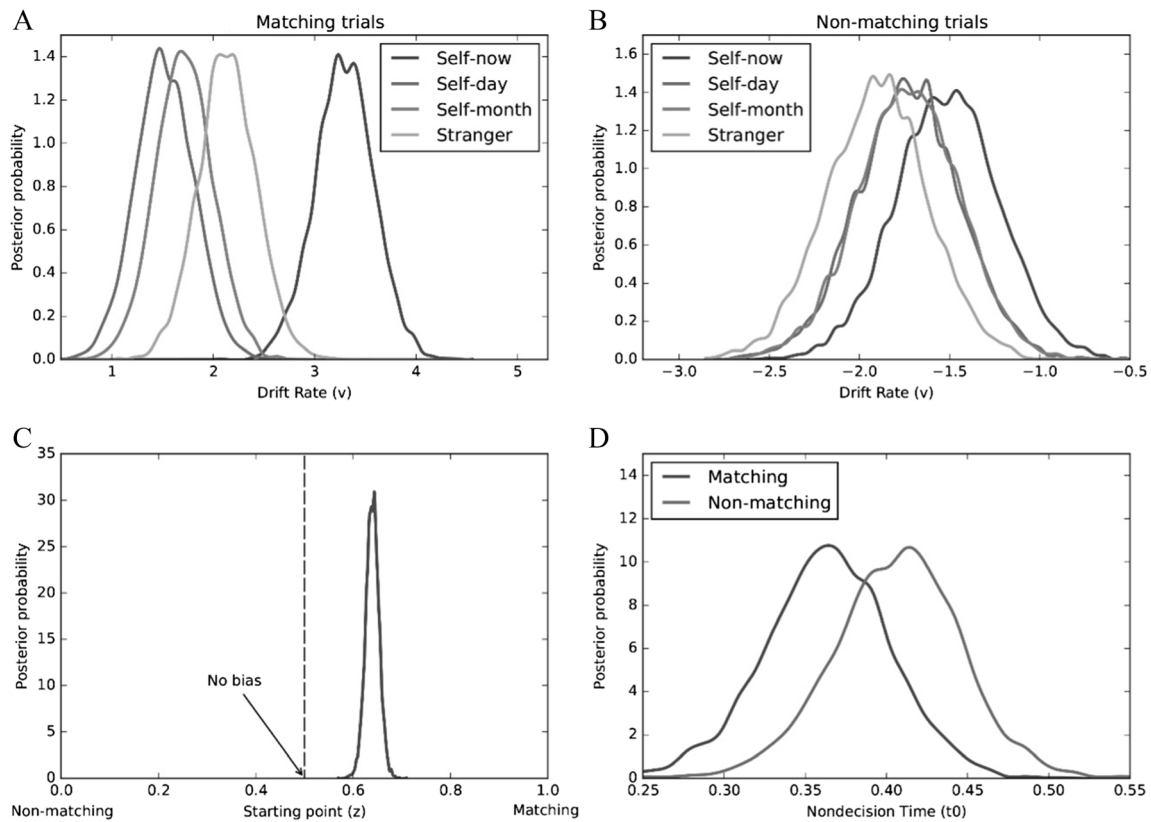 A
Matching trials
Posterior probability
1.4
1.2
1.0
0.8
0.6
0.4
0.2
0.0
1 2 3 4 5
Drift Rate (v)
Self-now
Self-day
Self-month
Stranger
B
Non-matching trials
Posterior probability
1.6
1.4
1.2
1.0
0.8
0.6
0.4
0.2
0.0
−3.0 −2.5 −2.0 −1.5 −1.0 −0.5
Drift Rate (v)
Self-now
Self-day
Self-month
Stranger
C
Posterior probability
35
30
25
20
15
10
5
0
No bias
0.0 0.2 0.4 0.6 0.8 1.0
Non-matching Starting point (z) Matching
D
Posterior probability
14
12
10
8
6
4
2
0
0.25 0.30 0.35 0.40 0.45 0.50 0.55
Nondecision Time (t0)
Matching
Non-matching